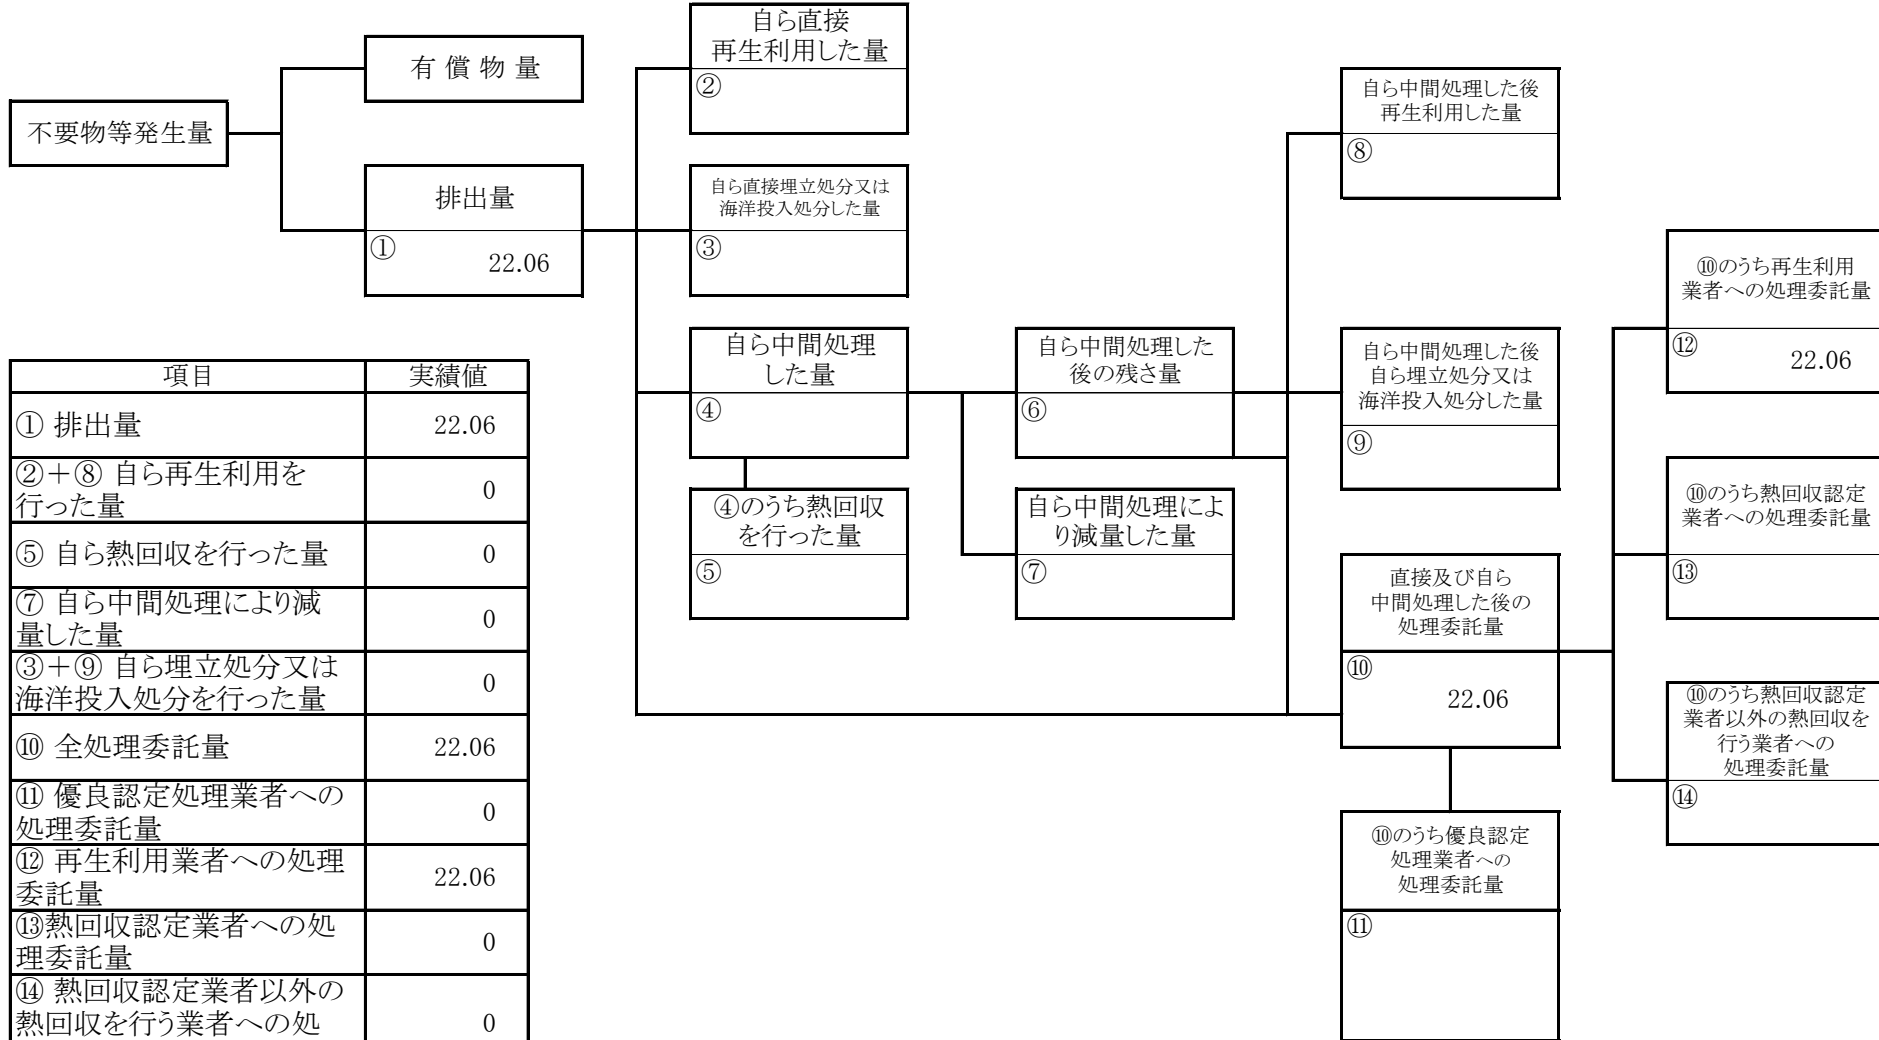 不要物等発生量
有 償 物 量
排出量
①
22.06
自ら直接
再生利用した量
②
自ら直接埋立処分又は
海洋投入処分した量
③
自ら中間処理
した量
④
④のうち熱回収
を行った量
⑤
自ら中間処理した
後の残さ量
⑥
自ら中間処理によ
り減量した量
⑦
自ら中間処理した後
再生利用した量
⑧
自ら中間処理した後
自ら埋立処分又は
海洋投入処分した量
⑨
直接及び自ら
中間処理した後の
処理委託量
⑩
22.06
⑩のうち優良認定
処理業者への
処理委託量
⑪
⑩のうち再生利用
業者への処理委託量
⑫
22.06
⑩のうち熱回収認定
業者への処理委託量
⑬
⑩のうち熱回収認定
業者以外の熱回収を
行う業者への
処理委託量
⑭
項目 実績値
① 排出量 22.06
②＋⑧ 自ら再生利用を
行った量 0
⑤ 自ら熱回収を行った量 0
⑦ 自ら中間処理により減
量した量 0
③＋⑨ 自ら埋立処分又は
海洋投入処分を行った量 0
⑩ 全処理委託量 22.06
⑪ 優良認定処理業者への
処理委託量 0
⑫ 再生利用業者への処理
委託量 22.06
⑬熱回収認定業者への処
理委託量 0
⑭ 熱回収認定業者以外の
熱回収を行う業者への処 0